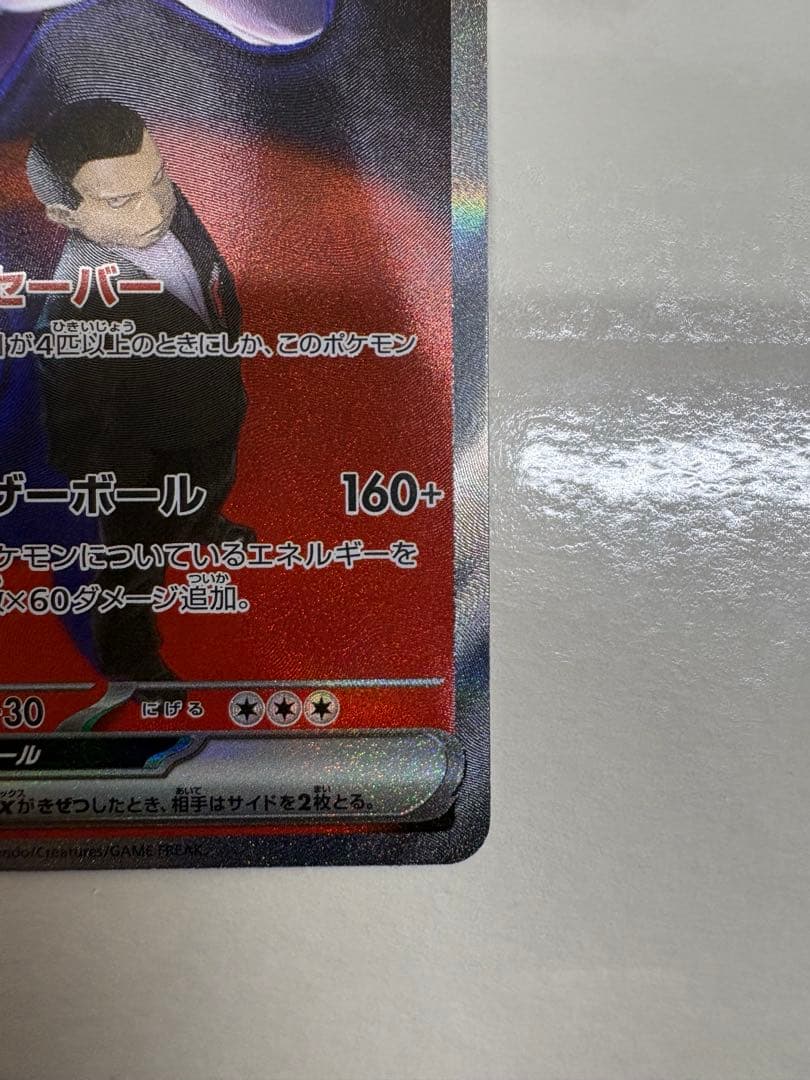 セーバー
が4匹以上のときにしか、このポケモン
ひきいじょう
ザーボール 160+
ケモンについているエネルギーを
×60ダメージ追加。
ついか
30 にげる
ール
ックス
xがきぜつしたとき、相手はサイドを2枚とる。
あいて まい
endo/Creatures/GAME FREAK